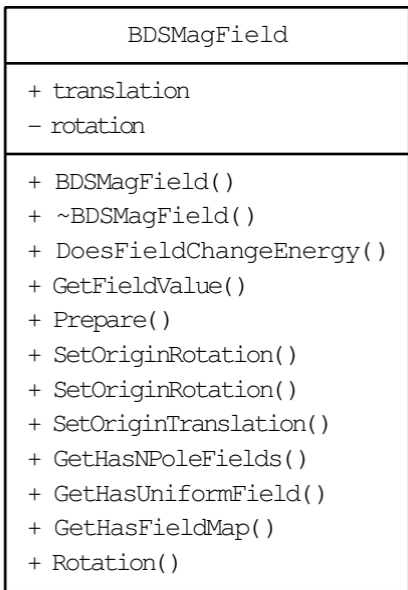 BDSMagField
+ translation
- rotation
+ BDSMagField()
+ ~BDSMagField()
+ DoesFieldChangeEnergy()
+ GetFieldValue()
+ Prepare()
+ SetOriginRotation()
+ SetOriginRotation()
+ SetOriginTranslation()
+ GetHasNPoleFields()
+ GetHasUniformField()
+ GetHasFieldMap()
+ Rotation()